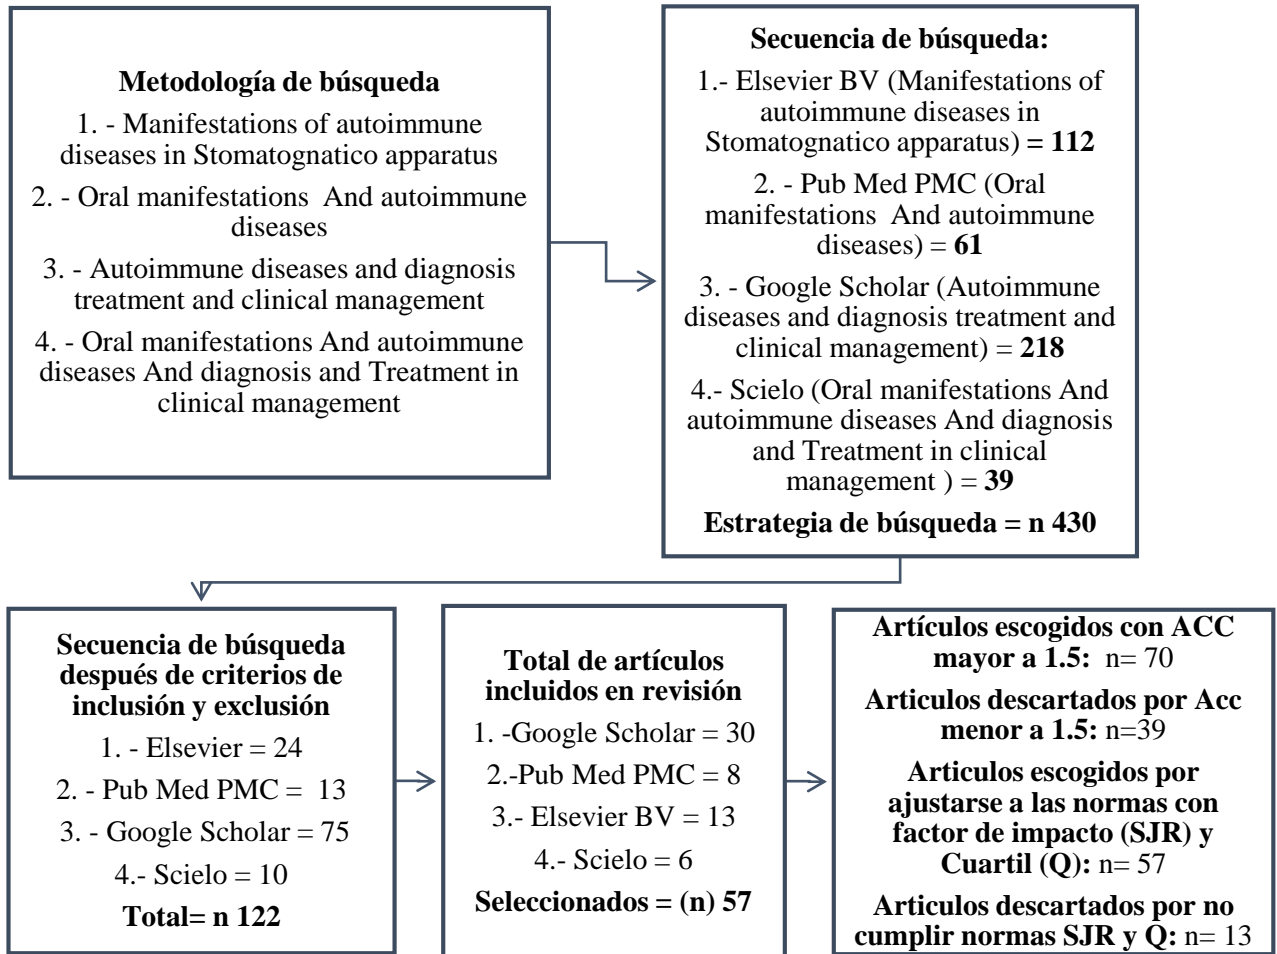 Metodología de búsqueda
1. - Manifestations of autoimmune
diseases in Stomatognatico apparatus
2. - Oral manifestations And autoimmune
diseases
3. - Autoimmune diseases and diagnosis
treatment and clinical management
4. - Oral manifestations And autoimmune
diseases And diagnosis and Treatment in
clinical management
Secuencia de búsqueda:
1.- Elsevier BV (Manifestations of
autoimmune diseases in
Stomatognatico apparatus) = 112
2. - Pub Med PMC (Oral
manifestations And autoimmune
diseases) = 61
3. - Google Scholar (Autoimmune
diseases and diagnosis treatment and
clinical management) = 218
4.- Scielo (Oral manifestations And
autoimmune diseases And diagnosis
and Treatment in clinical
management ) = 39
Estrategia de búsqueda = n 430
Secuencia de búsqueda
después de criterios de
inclusión y exclusión
1. - Elsevier = 24
2. - Pub Med PMC = 13
3. - Google Scholar = 75
4.- Scielo = 10
Total= n 122
Total de artículos
incluidos en revisión
1. -Google Scholar = 30
2.-Pub Med PMC = 8
3.- Elsevier BV = 13
4.- Scielo = 6
Seleccionados = (n) 57
Artículos escogidos con ACC
mayor a 1.5: n= 70
Articulos descartados por Acc
menor a 1.5: n=39
Articulos escogidos por
ajustarse a las normas con
factor de impacto (SJR) y
Cuartil (Q): n= 57
Articulos descartados por no
cumplir normas SJR y Q: n= 13